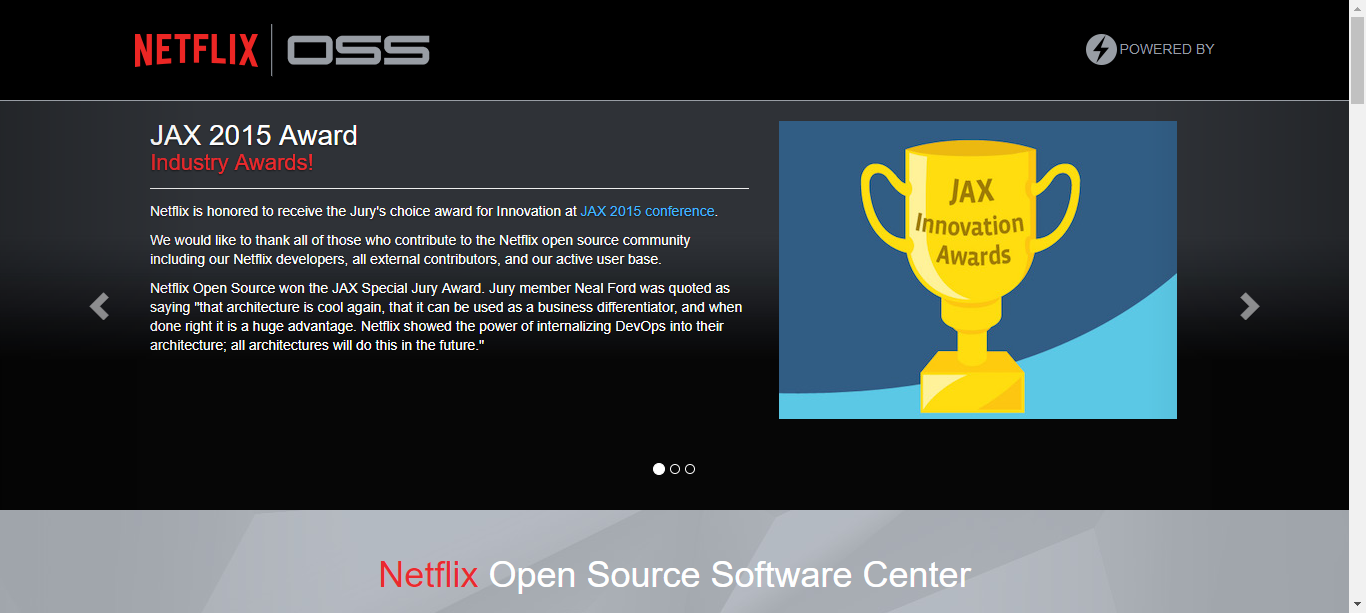 NETFLIX OSS
POWERED BY
JAX 2015 Award
Industry Awards!
Netflix is honored to receive the Jury's choice award for Innovation at JAX 2015 conference.
We would like to thank all of those who contribute to the Netflix open source community
including our Netflix developers, all external contributors, and our active user base.
Netflix Open Source won the JAX Special Jury Award. Jury member Neal Ford was quoted as
saying "that architecture is cool again, that it can be used as a business differentiator, and when
done right it is a huge advantage. Netflix showed the power of internalizing DevOps into their
architecture; all architectures will do this in the future."
JAX
Innovation
Awards
Netflix Open Source Software Center